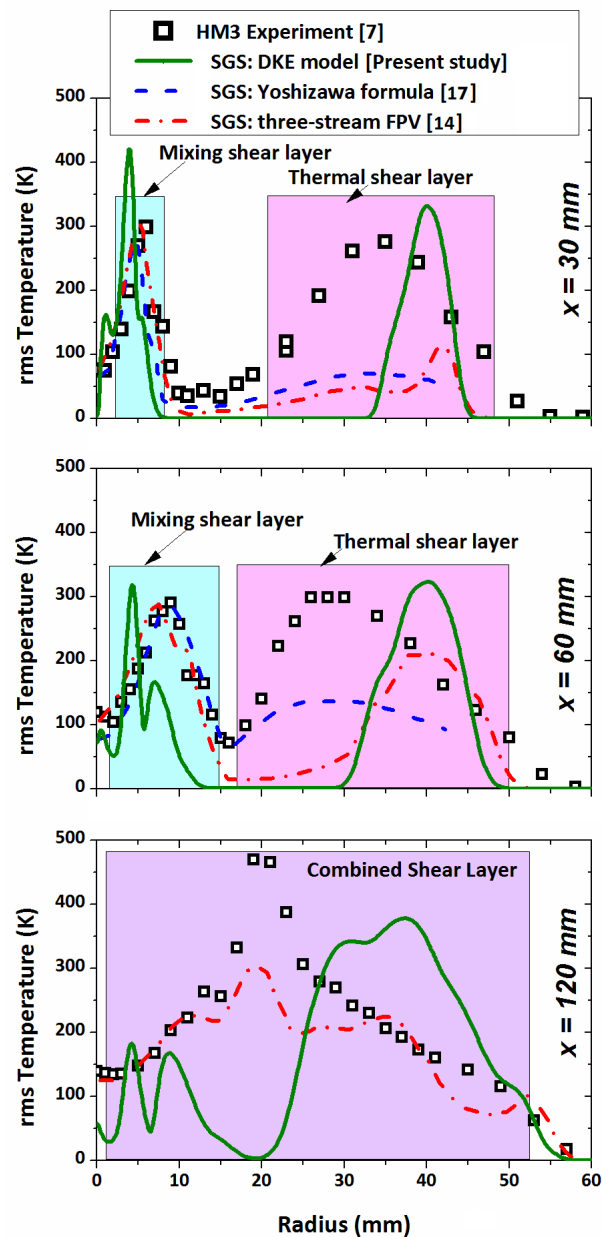 HM3 Experiment [7]
SGS: DKE model [Present study]
SGS: Yoshizawa formula [17]
SGS: three-stream FPV [14]
500
400
300
200
100
0
rms Temperature (K)
Mixing shear layer
Thermal shear layer
x = 30 mm
500
400
300
200
100
0
rms Temperature (K)
Mixing shear layer
Thermal shear layer
x = 60 mm
500
400
300
200
100
0
rms Temperature (K)
Combined Shear Layer
x = 120 mm
0 10 20 30 40 50 60
Radius (mm)